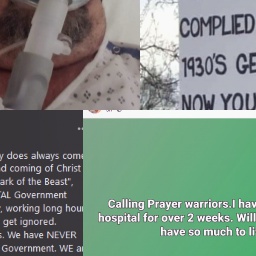 COMPLIED
1930'S GE
NOW YOU
y does always come
d coming of Christ
ark of the Beast",
TAL Government
, working long hour
get ignored.
s. We have NEVER
Government. WE ar
Calling Prayer warriors.I hav
hospital for over 2 weeks. Will
have so much to li